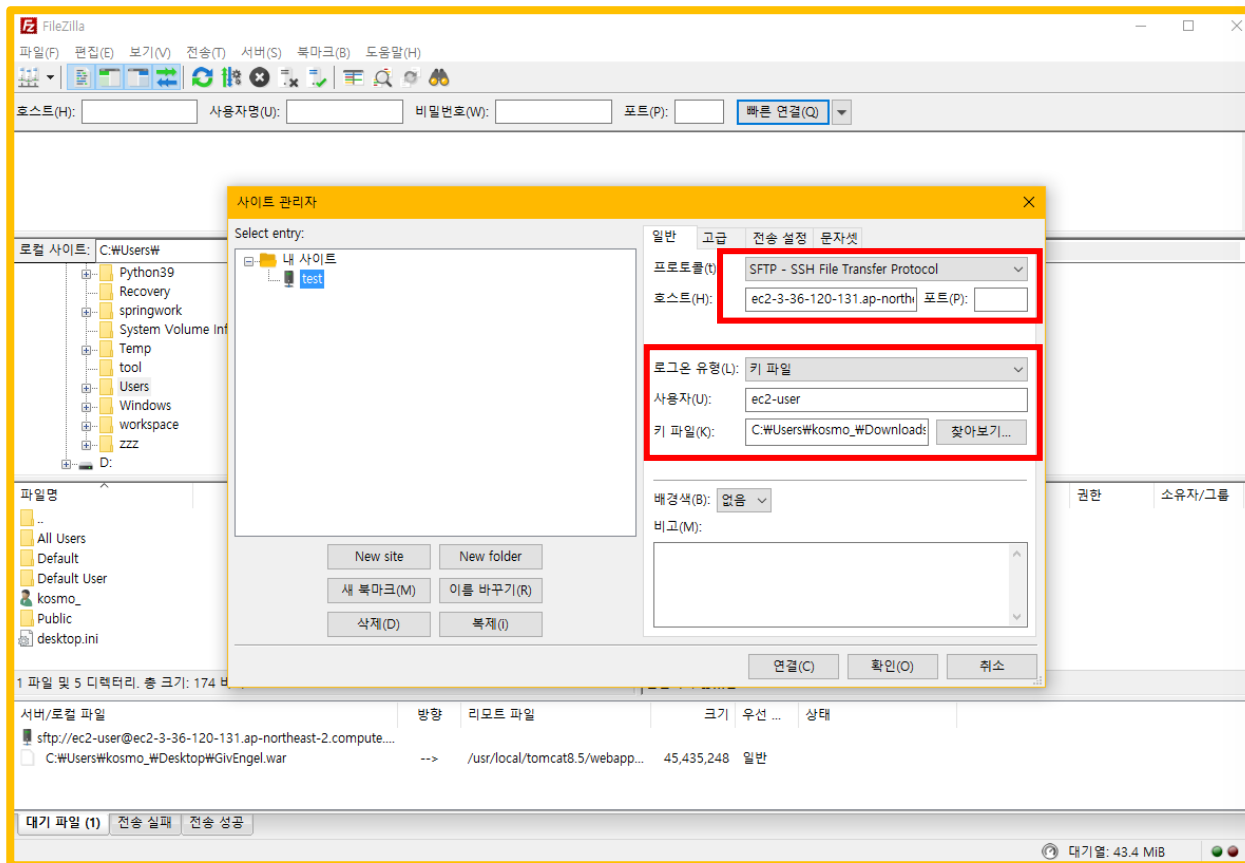 FileZilla
파일(F) 편집(E) 보기(V) 전송(T) 서버(S) 북마크(B) 도움말(H)
호스트(H): 사용자명(U): 비밀번호(W): 포트(P): 빠른 연결(Q)
사이트 관리자
Select entry:
내 사이트
test
New site New folder
새 북마크(M) 이름 바꾸기(R)
삭제(D) 복제(I)
일반 고급 전송 설정 문자셋
프로토콜(t) SFTP - SSH File Transfer Protocol
호스트(H): ec2-3-36-120-131.ap-northe 포트(P):
로그온 유형(L): 키 파일
사용자(U): ec2-user
키 파일(K): C:₩Users₩kosmo_₩Downloads 찾아보기...
배경색(B): 없음
비고(M):
연결(C) 확인(O) 취소
로컬 사이트: C:₩Users₩
Python39
Recovery
springwork
System Volume Inf
Temp
tool
Users
Windows
workspace
zzz
D:
파일명 권한 소유자/그룹
..
All Users
Default
Default User
kosmo_
Public
desktop.ini
1 파일 및 5 디렉터리. 총 크기: 174
서버/로컬 파일 방향 리모트 파일 크기 우선 ... 상태
sftp://ec2-user@ec2-3-36-120-131.ap-northeast-2.compute....
C:₩Users₩kosmo_₩Desktop₩GivEngel.war --> /usr/local/tomcat8.5/webapp... 45,435,248 일반
대기 파일 (1) 전송 실패 전송 성공
대기열: 43.4 MiB